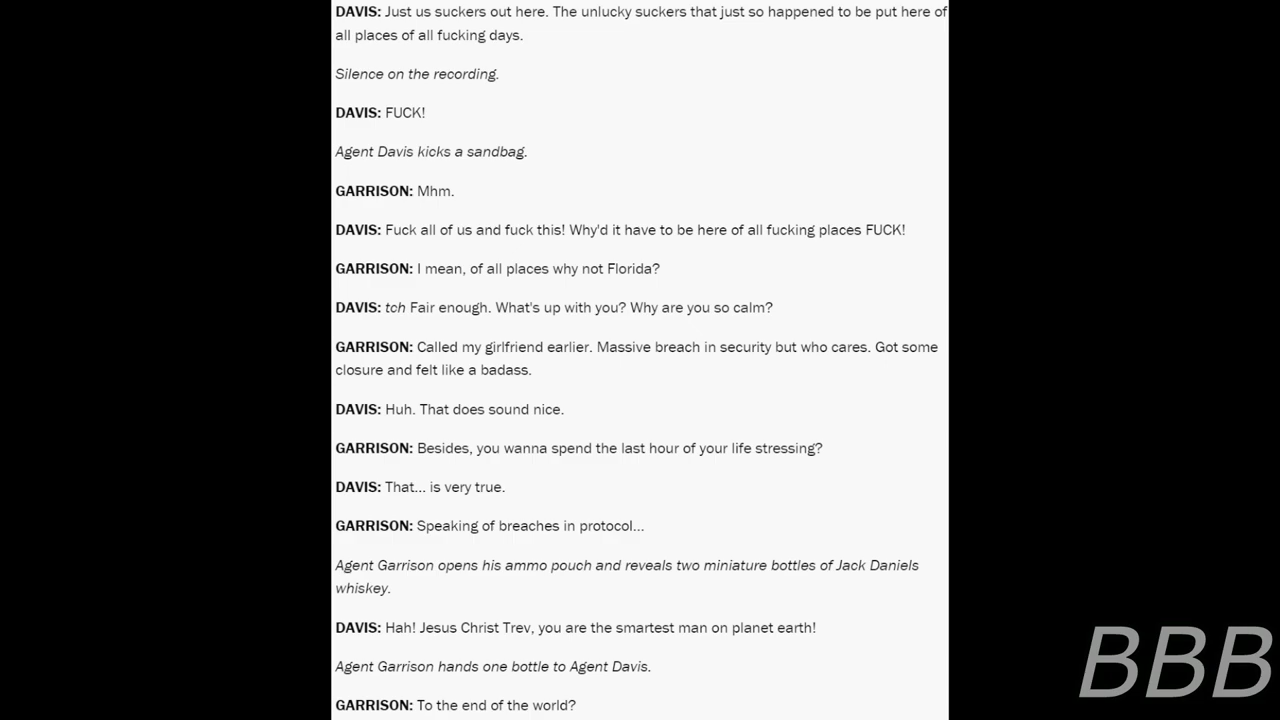 DAVIS: Just us suckers out here. The unlucky suckers that just so happened to be put here of
all places of all fucking days.
Silence on the recording.
DAVIS: FUCK!
Agent Davis kicks a sandbag.
GARRISON: Mhm.
DAVIS: Fuck all of us and fuck this! Why'd it have to be here of all fucking places FUCK!
GARRISON: I mean, of all places why not Florida?
DAVIS: tch Fair enough. What's up with you? Why are you so calm?
GARRISON: Called my girlfriend earlier. Massive breach in security but who cares. Got some
closure and felt like a badass.
DAVIS: Huh. That does sound nice.
GARRISON: Besides, you wanna spend the last hour of your life stressing?
DAVIS: That... is very true.
GARRISON: Speaking of breaches in protocol...
Agent Garrison opens his ammo pouch and reveals two miniature bottles of Jack Daniels
whiskey.
DAVIS: Hah! Jesus Christ Trev, you are the smartest man on planet earth!
Agent Garrison hands one bottle to Agent Davis.
GARRISON: To the end of the world?
BBB